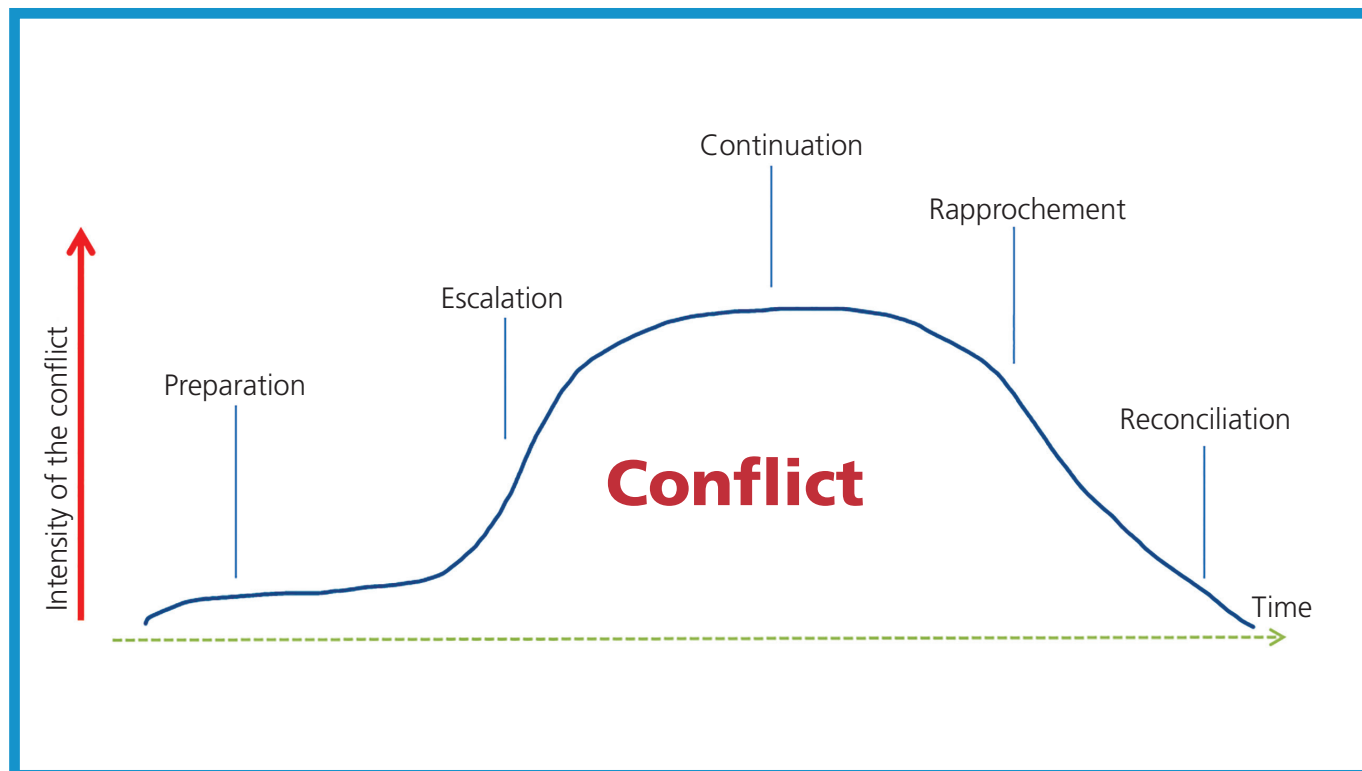 Continuation
Rapprochement
Escalation
Preparation
Reconciliation
Intensity of the conflict
Conflict
Time